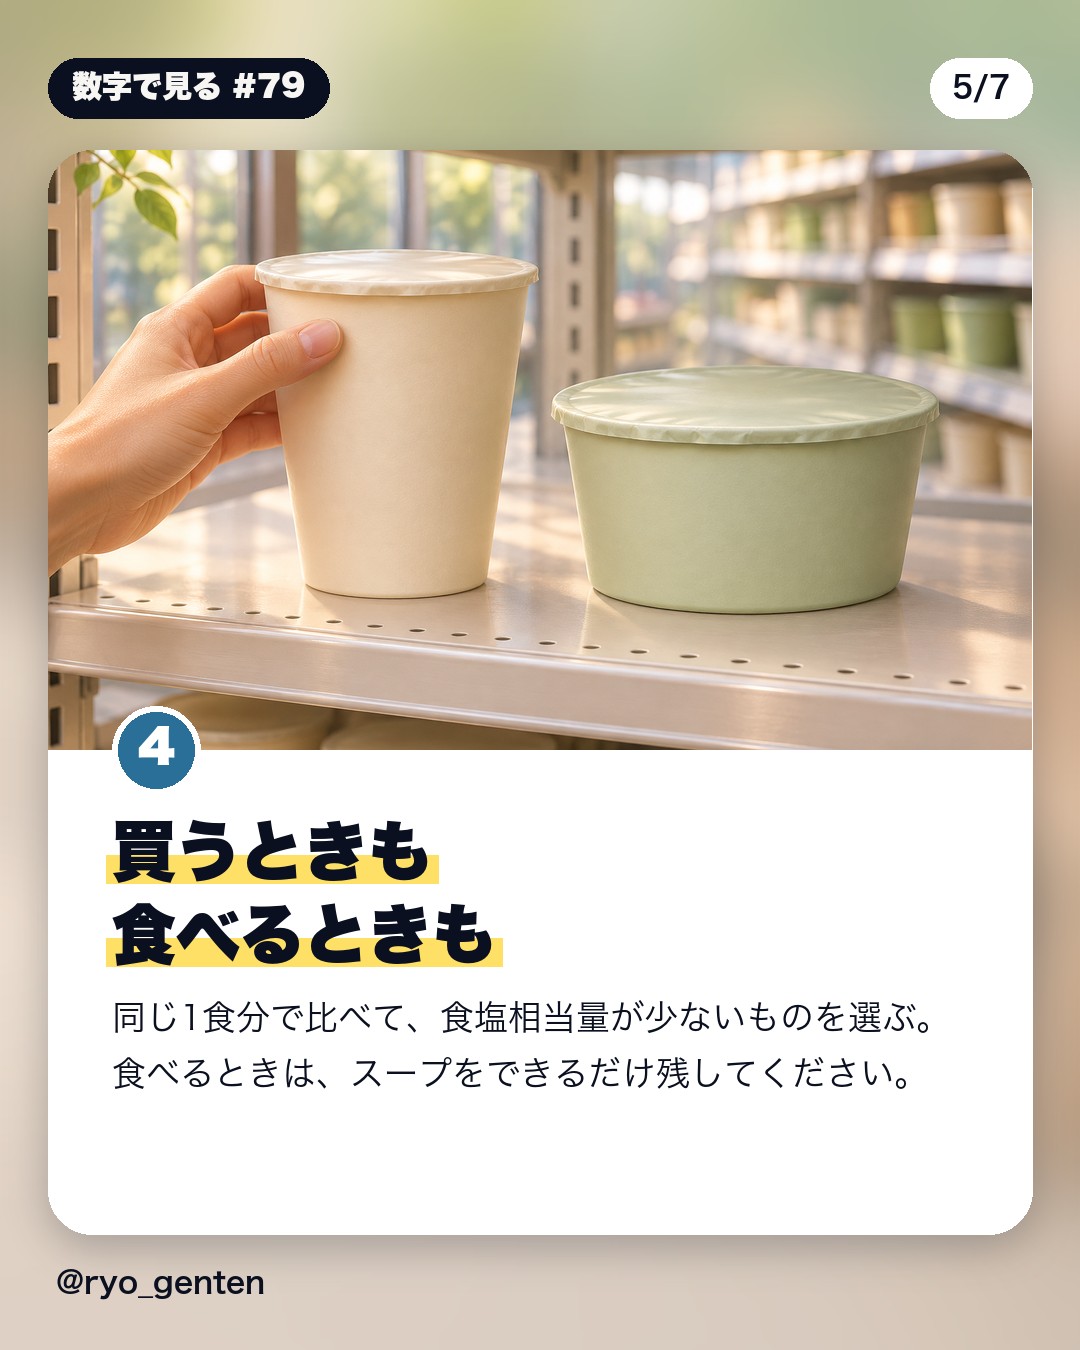 数字で見る #79
5/7
4
買うときも
食べるときも
同じ1食分で比べて、食塩相当量が少ないものを選ぶ。
食べるときは、スープをできるだけ残してください。
@ryo_genten